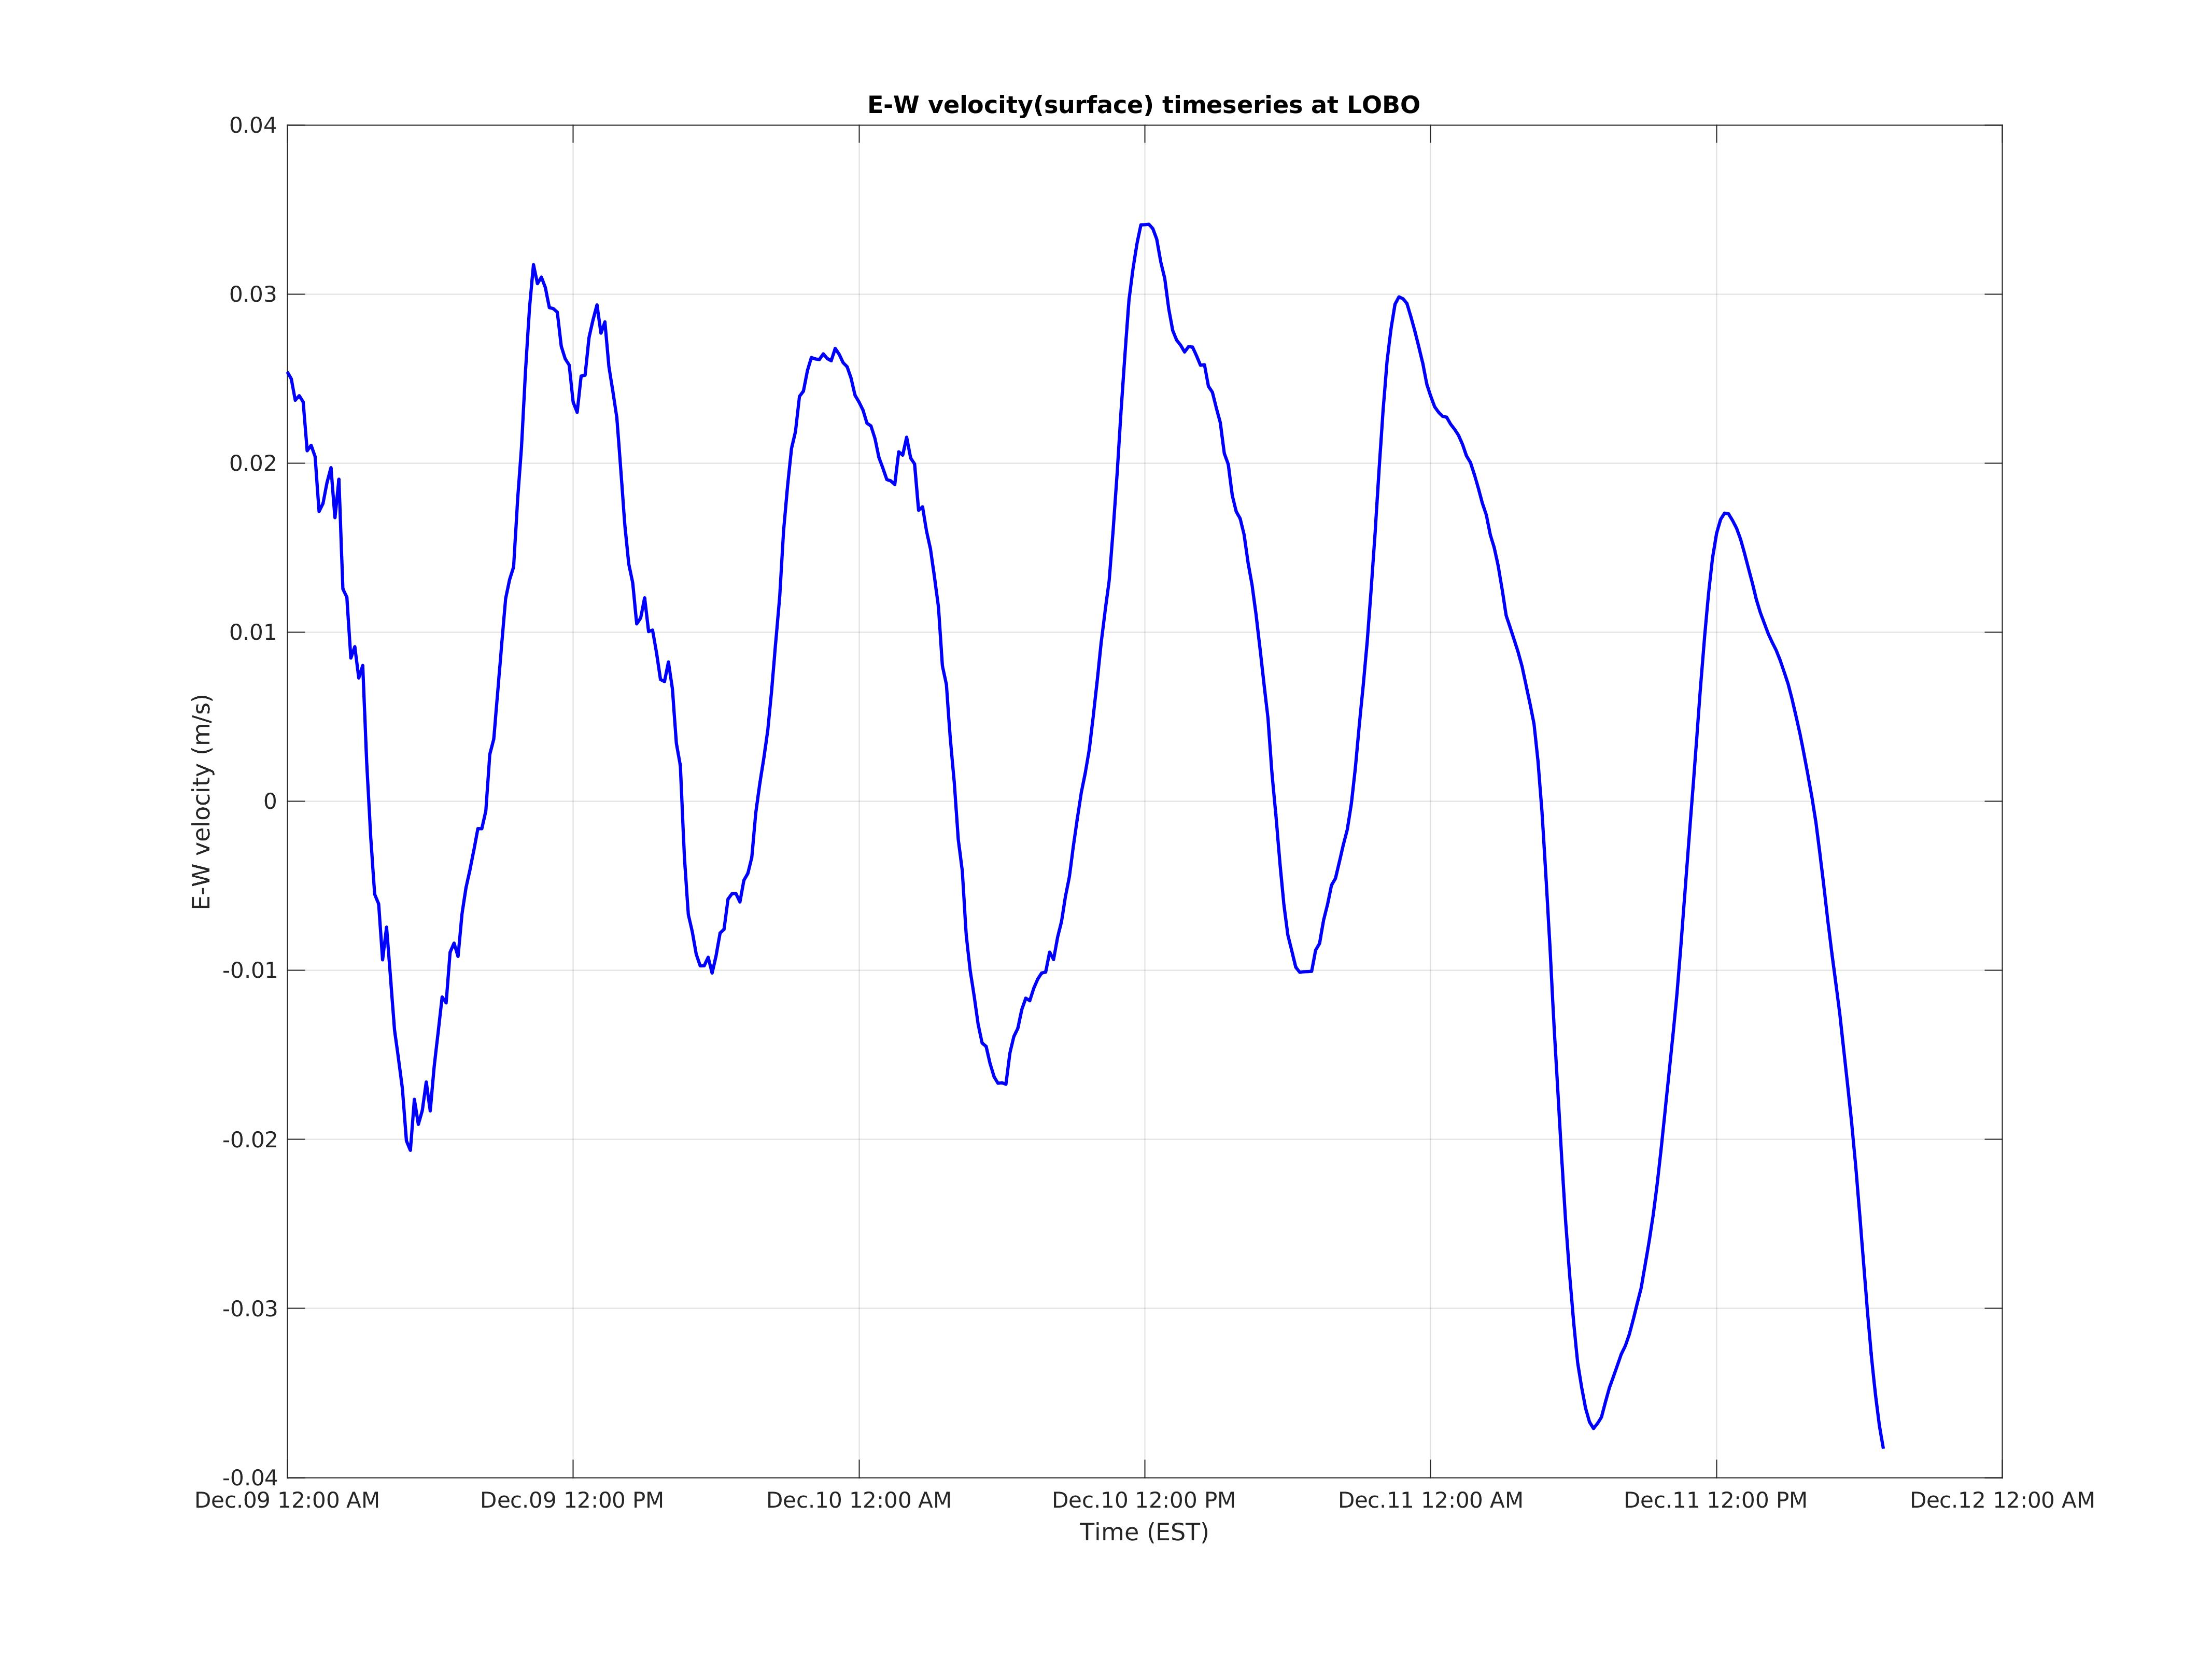 E-W velocity(surface) timeseries at LOBO
0.04
0.03
0.02
0.01
0
-0.01
-0.02
-0.03
-0.04
E-W velocity (m/s)
Dec.09 12:00 AM
Dec.09 12:00 PM
Dec.10 12:00 AM
Dec.10 12:00 PM
Dec.11 12:00 AM
Dec.11 12:00 PM
Dec.12 12:00 AM
Time (EST)